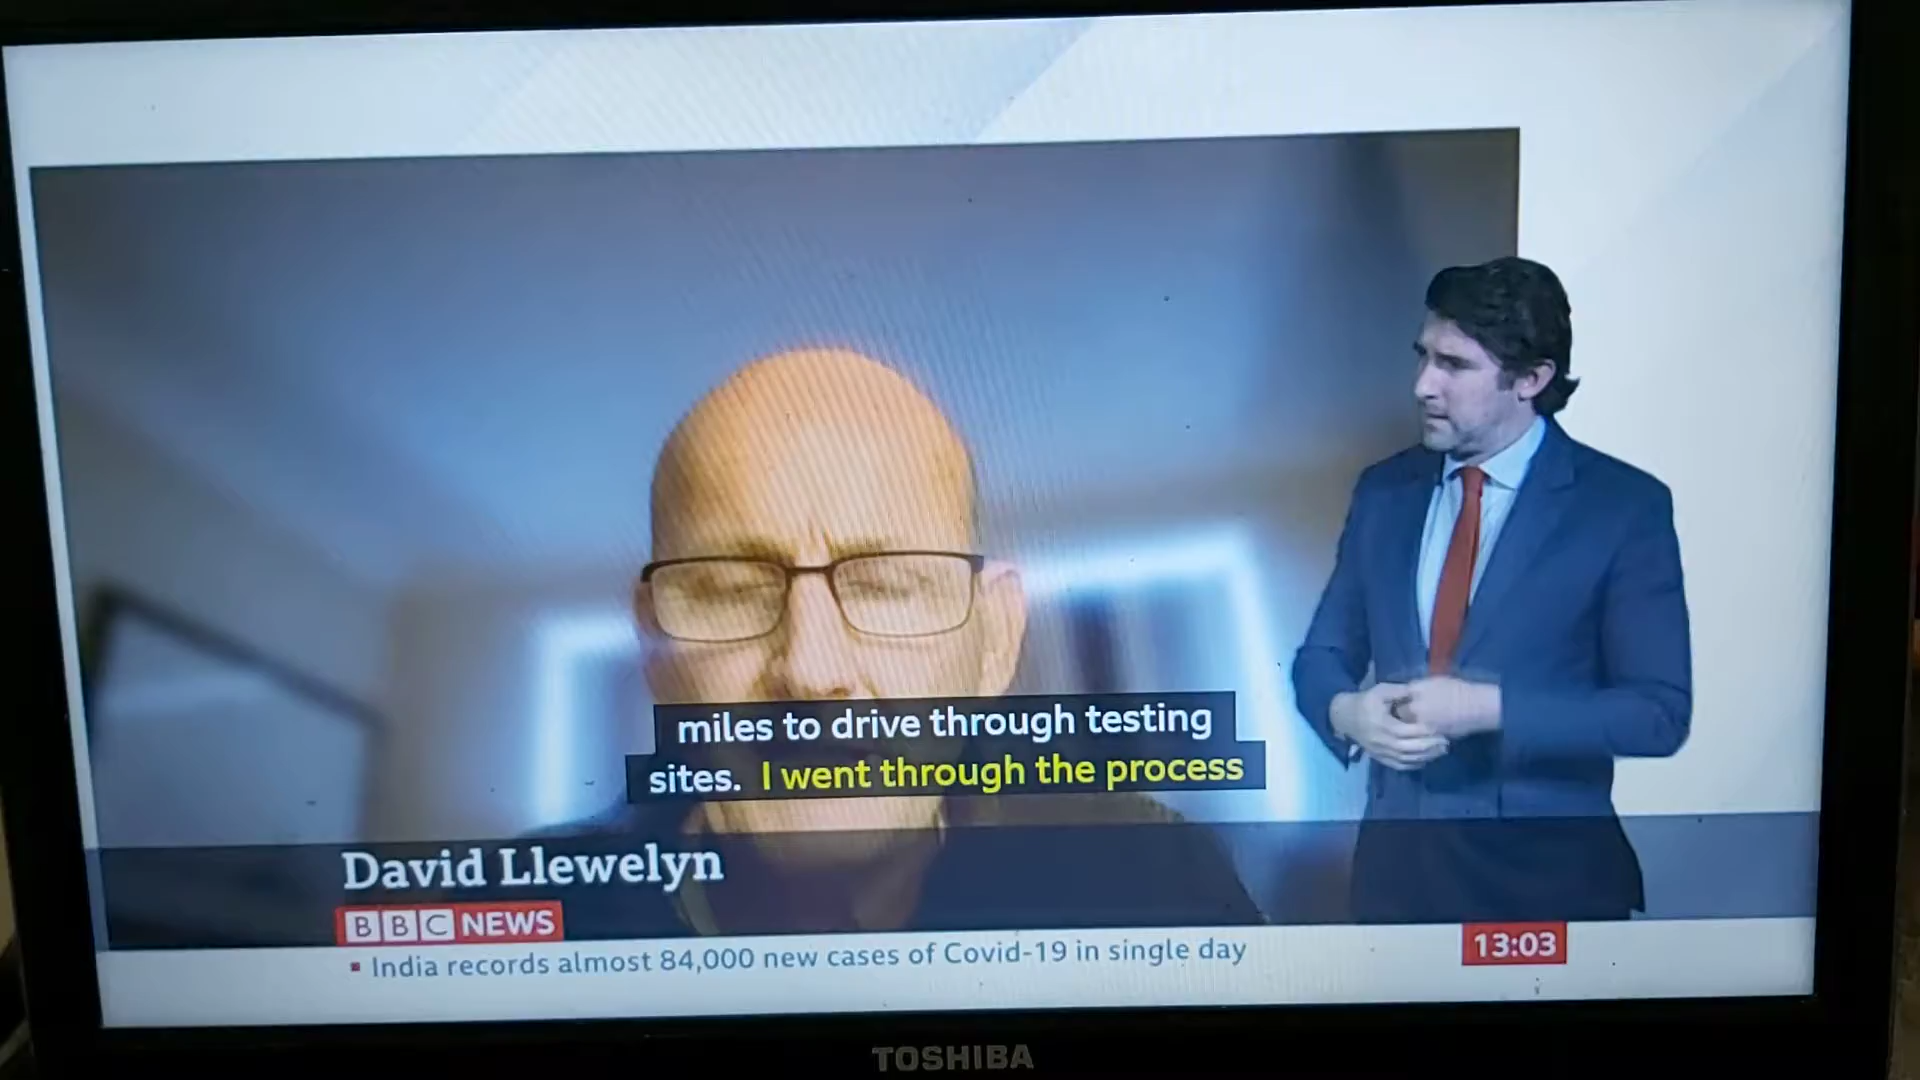 miles to drive through testing
sites. I went through the process
David Llewelyn
BBC NEWS
13:03
▪ India records almost 84,000 new cases of Covid-19 in single day
TOSHIBA